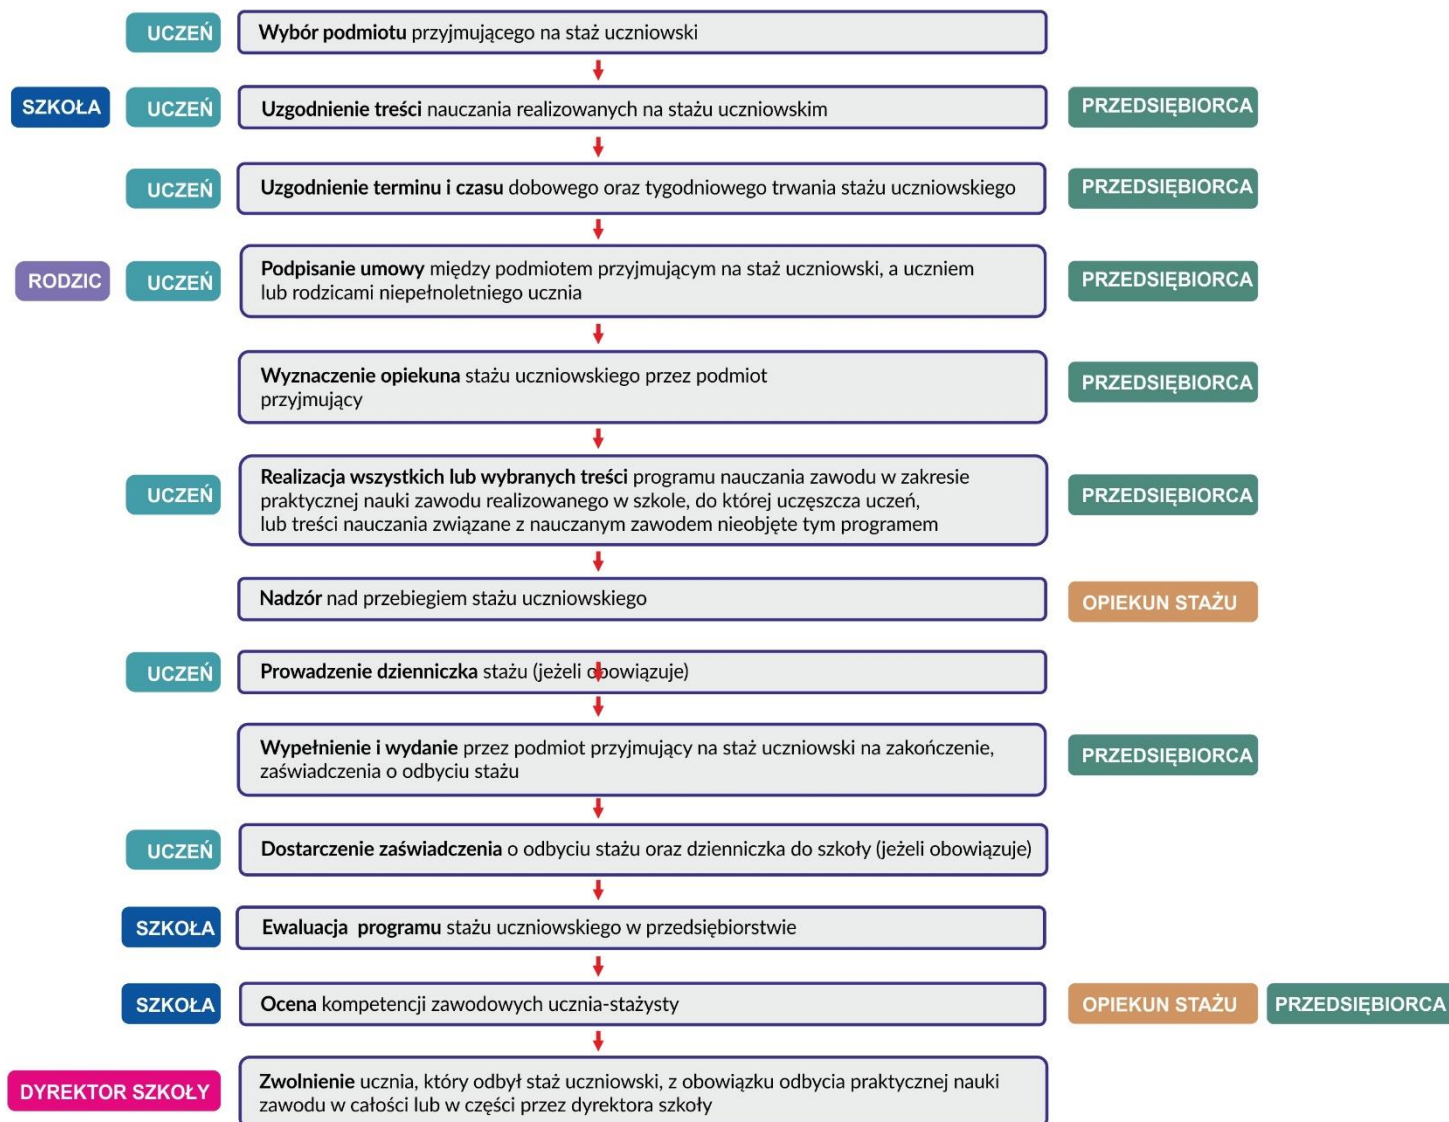 UCZEŃ
Wybór podmiotu przyjmującego na staż uczniowski
SZKOŁA
UCZEŃ
Uzgodnienie treści nauczania realizowanych na stażu uczniowskim
PRZEDSIĘBIORCA
UCZEŃ
Uzgodnienie terminu i czasu dobowego oraz tygodniowego trwania stażu uczniowskiego
PRZEDSIĘBIORCA
RODZIC
UCZEŃ
Podpisanie umowy między podmiotem przyjmującym na staż uczniowski, a uczniem
lub rodzicami niepełnoletniego ucznia
PRZEDSIĘBIORCA
Wyznaczenie opiekuna stażu uczniowskiego przez podmiot
przyjmujący
PRZEDSIĘBIORCA
UCZEŃ
Realizacja wszystkich lub wybranych treści programu nauczania zawodu w zakresie
praktycznej nauki zawodu realizowanego w szkole, do której uczęszcza uczeń,
lub treści nauczania związane z nauczanym zawodem nieobjęte tym programem
PRZEDSIĘBIORCA
Nadzór nad przebiegiem stażu uczniowskiego
OPIEKUN STAŻU
UCZEŃ
Prowadzenie dzienniczka stażu (jeżeli obowiązuje)
Wypełnienie i wydanie przez podmiot przyjmujący na staż uczniowski na zakończenie,
zaświadczenia o odbyciu stażu
PRZEDSIĘBIORCA
UCZEŃ
Dostarczenie zaświadczenia o odbyciu stażu oraz dzienniczka do szkoły (jeżeli obowiązuje)
SZKOŁA
Ewaluacja programu stażu uczniowskiego w przedsiębiorstwie
SZKOŁA
Ocena kompetencji zawodowych ucznia-stażysty
OPIEKUN STAŻU
PRZEDSIĘBIORCA
DYREKTOR SZKOŁY
Zwolnienie ucznia, który odbył staż uczniowski, z obowiązku odbycia praktycznej nauki
zawodu w całości lub w części przez dyrektora szkoły